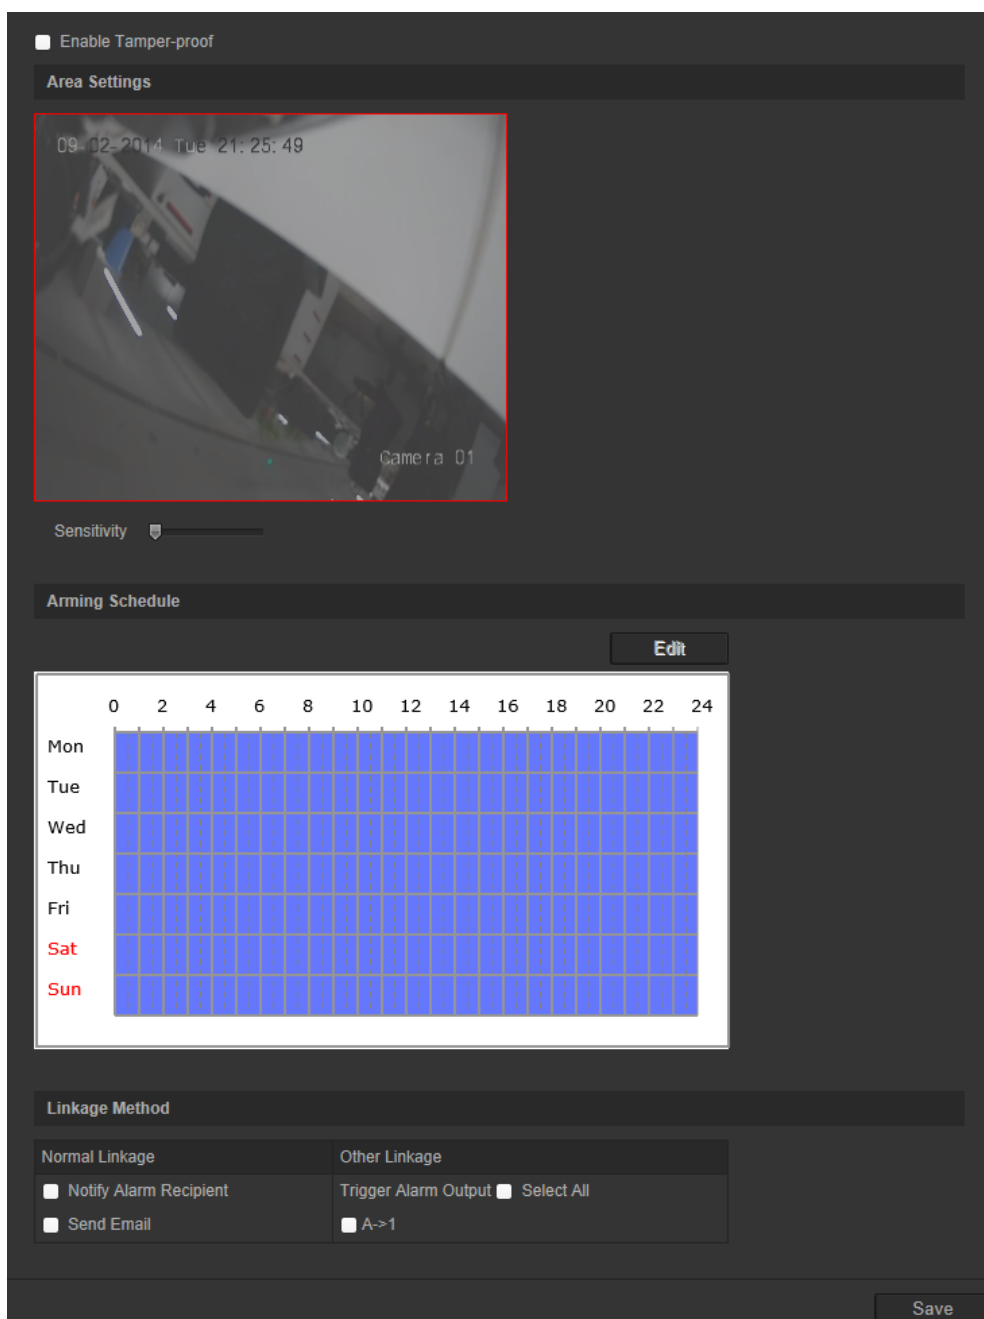 Enable Tamper-proof
Area Settings
09-02-2014 Tue 21:25:49
Camera 01
Sensitivity
Arming Schedule
Edit
0 2 4 6 8 10 12 14 16 18 20 22 24
Mon
Tue
Wed
Thu
Fri
Sat
Sun
Linkage Method
Normal Linkage Other Linkage
Notify Alarm Recipient Trigger Alarm Output Select All
Send Email A->1
Save